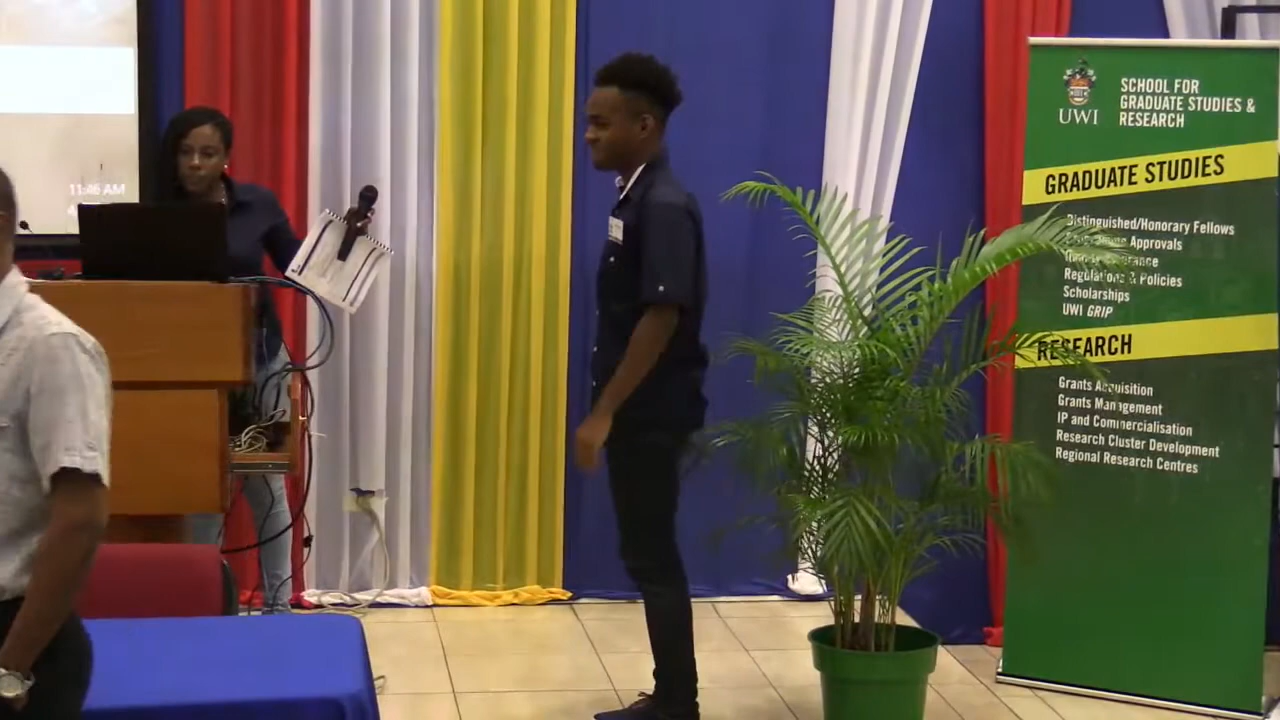 11:46 AM
UWI
SCHOOL FOR
GRADUATE STUDIES &
RESEARCH
GRADUATE STUDIES
Distinguished/Honorary Fellows
Approvals
Regulations & Policies
Scholarships
UWI GRIP
RESEARCH
Grants Acquisition
Grants Management
IP and Commercialisation
Research Cluster Development
Regional Research Centres